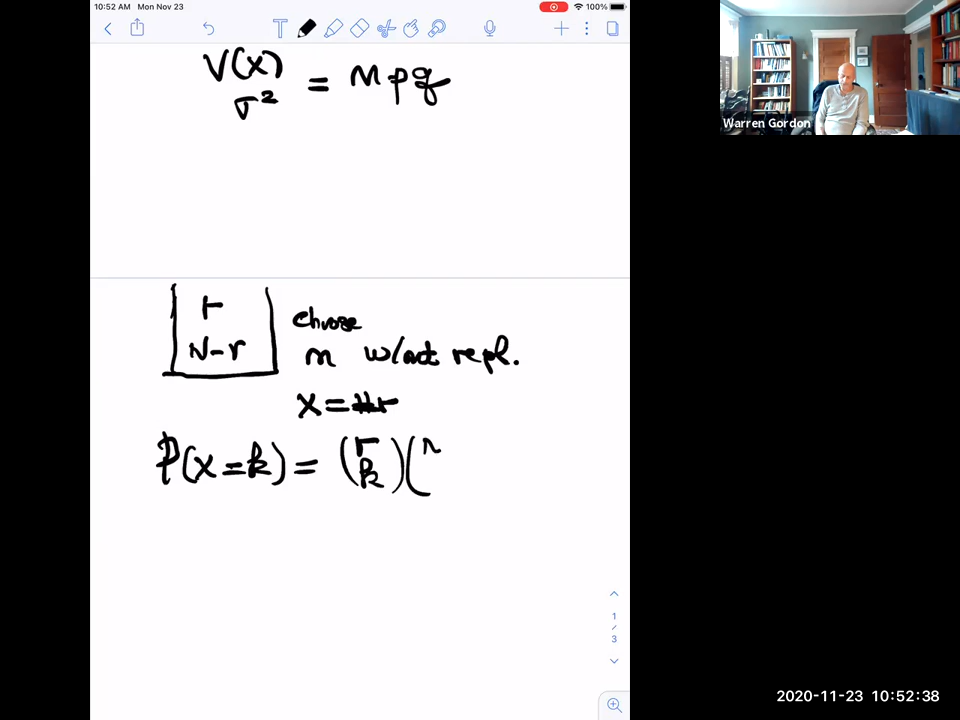 10:52 AM Mon Nov 23
100%
V(X)
σ² = npq
r
N-r
choose
n w/out repl.
X = #r
P(X=k) = (r k)(n
1
/
3
Warren Gordon
2020-11-23 10:52:38